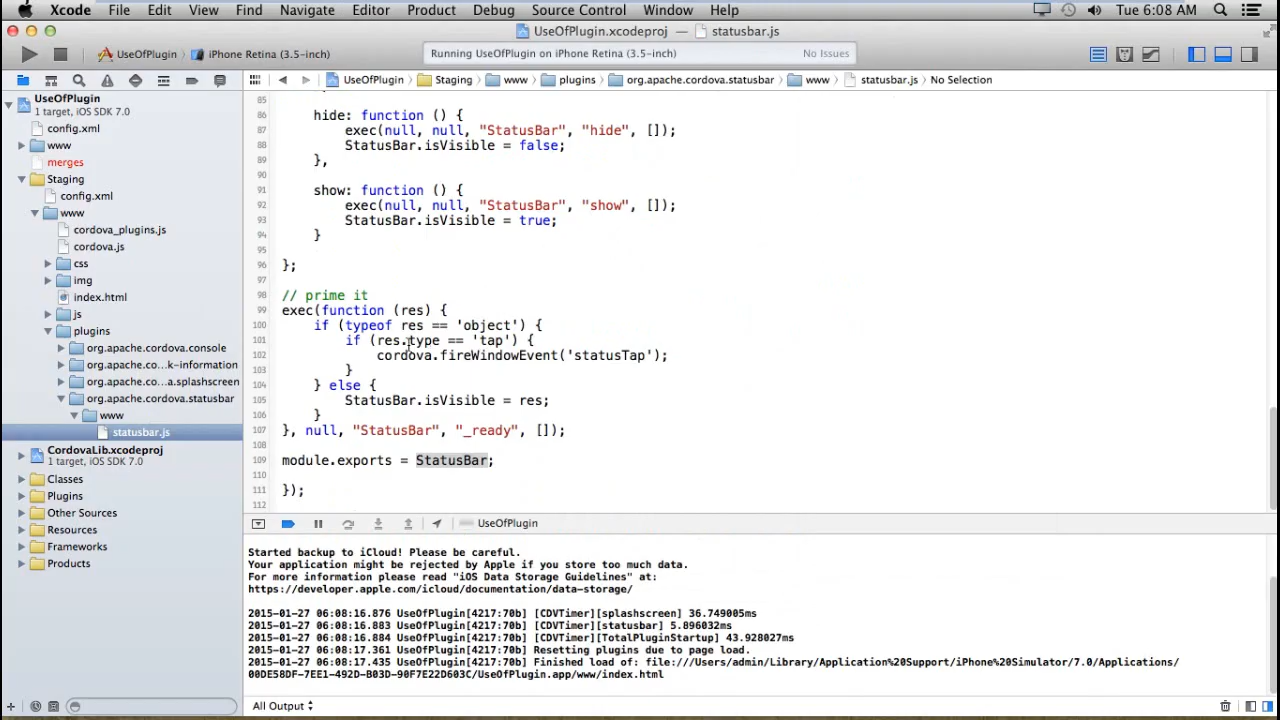 Xcode File Edit View Find Navigate Editor Product Debug Source Control Window Help Tue 6:08 AM
UseOfPlugin.xcodeproj — statusbar.js
UseOfPlugin iPhone Retina (3.5-inch) Running UseOfPlugin on iPhone Retina (3.5-inch) No Issues
UseOfPlugin Staging www plugins org.apache.cordova.statusbar www statusbar.js No Selection
UseOfPlugin
1 target, iOS SDK 7.0
config.xml
www
merges
Staging
config.xml
www
cordova_plugins.js
cordova.js
css
img
index.html
js
plugins
org.apache.cordova.console
org.apache.co...k-information
org.apache.co...a.splashscreen
org.apache.cordova.statusbar
www
statusbar.js
CordovaLib.xcodeproj
1 target, iOS SDK 7.0
Classes
Plugins
Other Sources
Resources
Frameworks
Products
85
86 hide: function () {
87 exec(null, null, "StatusBar", "hide", []);
88 StatusBar.isVisible = false;
89 },
90
91 show: function () {
92 exec(null, null, "StatusBar", "show", []);
93 StatusBar.isVisible = true;
94 }
95
96 };
97
98 // prime it
99 exec(function (res) {
100 if (typeof res == 'object') {
101 if (res.type == 'tap') {
102 cordova.fireWindowEvent('statusTap');
103 }
104 } else {
105 StatusBar.isVisible = res;
106 }
107 }, null, "StatusBar", "_ready", []);
108
109 module.exports = StatusBar;
110
111 });
112
UseOfPlugin
Started backup to iCloud! Please be careful.
Your application might be rejected by Apple if you store too much data.
For more information please read "iOS Data Storage Guidelines" at:
https://developer.apple.com/icloud/documentation/data-storage/
2015-01-27 06:08:16.876 UseOfPlugin[4217:70b] [CDVTimer][splashscreen] 36.749005ms
2015-01-27 06:08:16.883 UseOfPlugin[4217:70b] [CDVTimer][statusbar] 5.896032ms
2015-01-27 06:08:16.884 UseOfPlugin[4217:70b] [CDVTimer][TotalPluginStartup] 43.928027ms
2015-01-27 06:08:17.361 UseOfPlugin[4217:70b] Resetting plugins due to page load.
2015-01-27 06:08:17.435 UseOfPlugin[4217:70b] Finished load of: file:///Users/admin/Library/Application%20Support/iPhone%20Simulator/7.0/Applications/
00DE58DF-7EE1-492D-B03D-90F7E22D603C/UseOfPlugin.app/www/index.html
All Output